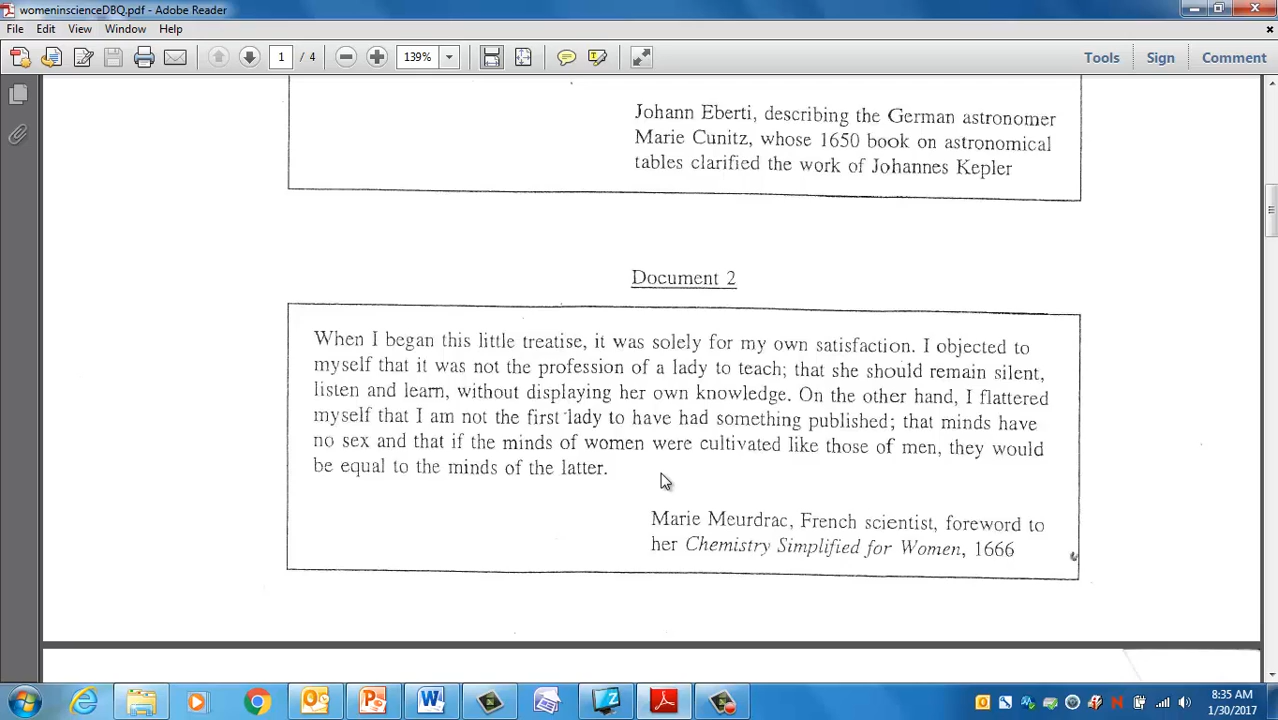 womeninscienceDBQ.pdf - Adobe Reader
File Edit View Window Help
1 / 4 139% Tools Sign Comment
Johann Eberti, describing the German astronomer
Marie Cunitz, whose 1650 book on astronomical
tables clarified the work of Johannes Kepler
Document 2
When I began this little treatise, it was solely for my own satisfaction. I objected to
myself that it was not the profession of a lady to teach; that she should remain silent,
listen and learn, without displaying her own knowledge. On the other hand, I flattered
myself that I am not the first lady to have had something published; that minds have
no sex and that if the minds of women were cultivated like those of men, they would
be equal to the minds of the latter.
Marie Meurdrac, French scientist, foreword to
her Chemistry Simplified for Women, 1666
8:35 AM
1/30/2017